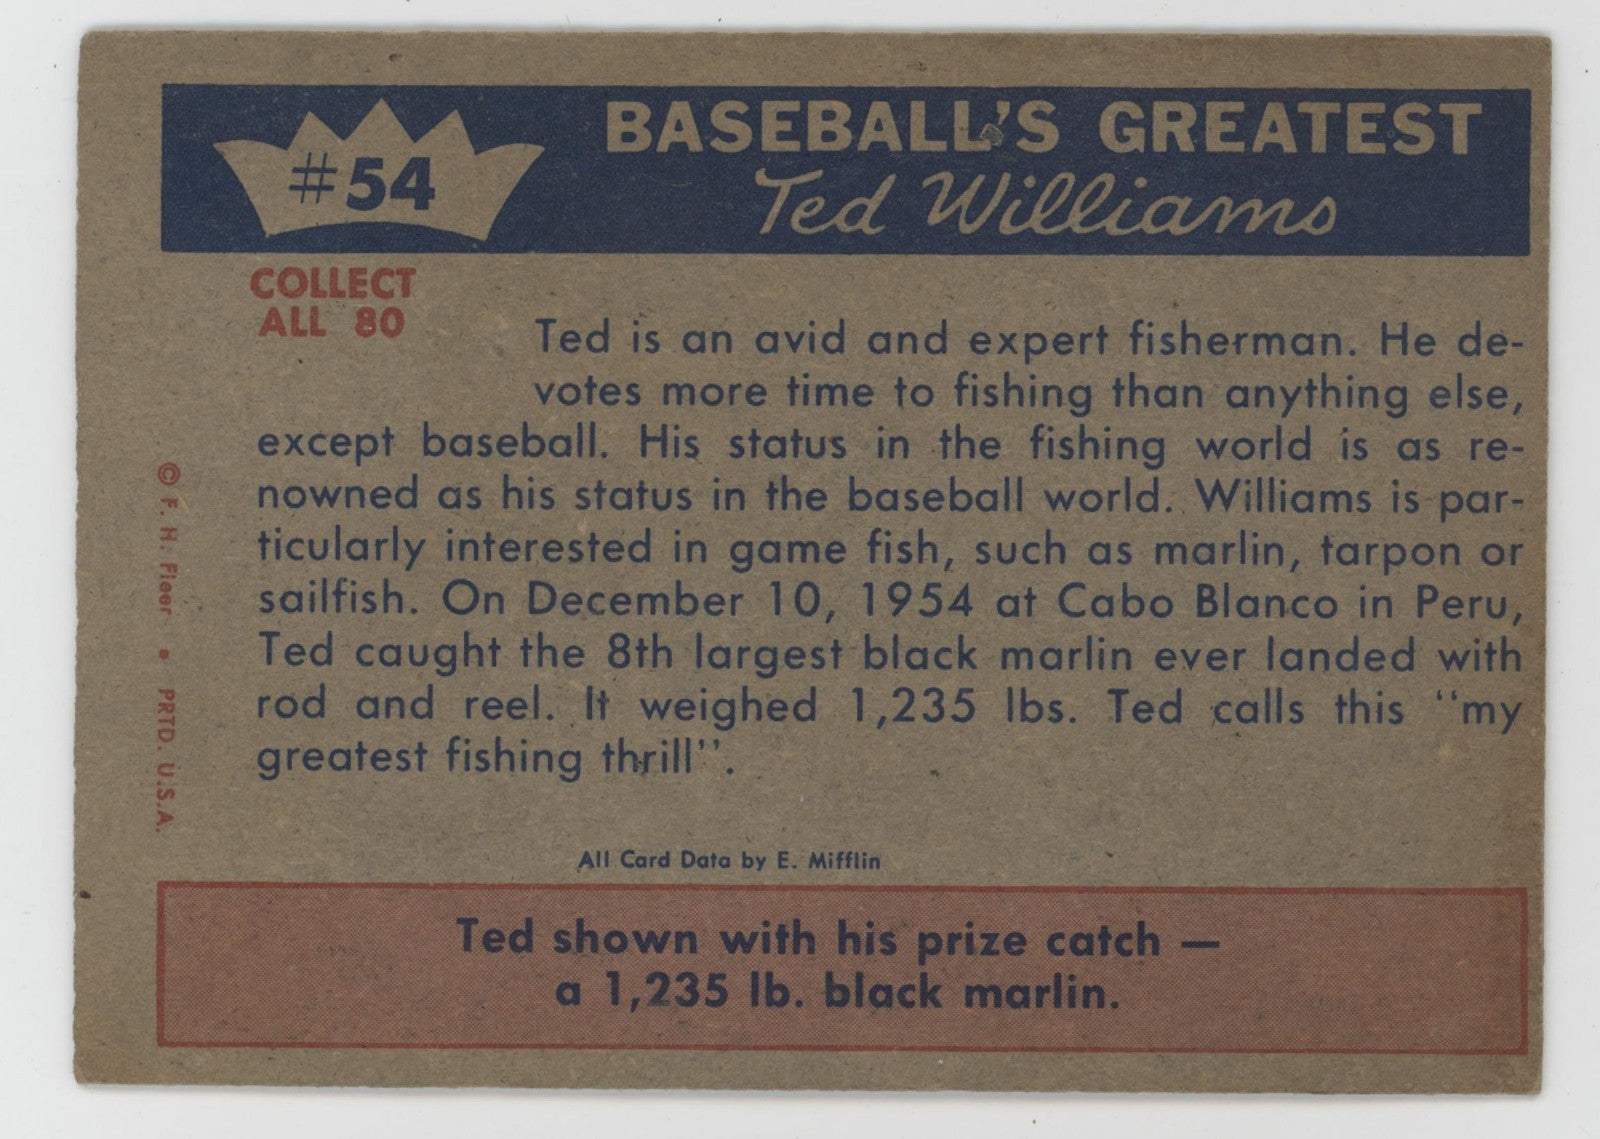 #54
BASEBALL'S GREATEST
Ted Williams
COLLECT
ALL 80
Ted is an avid and expert fisherman. He de-
votes more time to fishing than anything else,
except baseball. His status in the fishing world is as re-
nowned as his status in the baseball world. Williams is par-
ticularly interested in game fish, such as marlin, tarpon or
sailfish. On December 10, 1954 at Cabo Blanco in Peru,
Ted caught the 8th largest black marlin ever landed with
rod and reel. It weighed 1,235 lbs. Ted calls this "my
greatest fishing thrill".
© F. H. Fleer • PRTD. U.S.A.
All Card Data by E. Mifflin
Ted shown with his prize catch —
a 1,235 lb. black marlin.